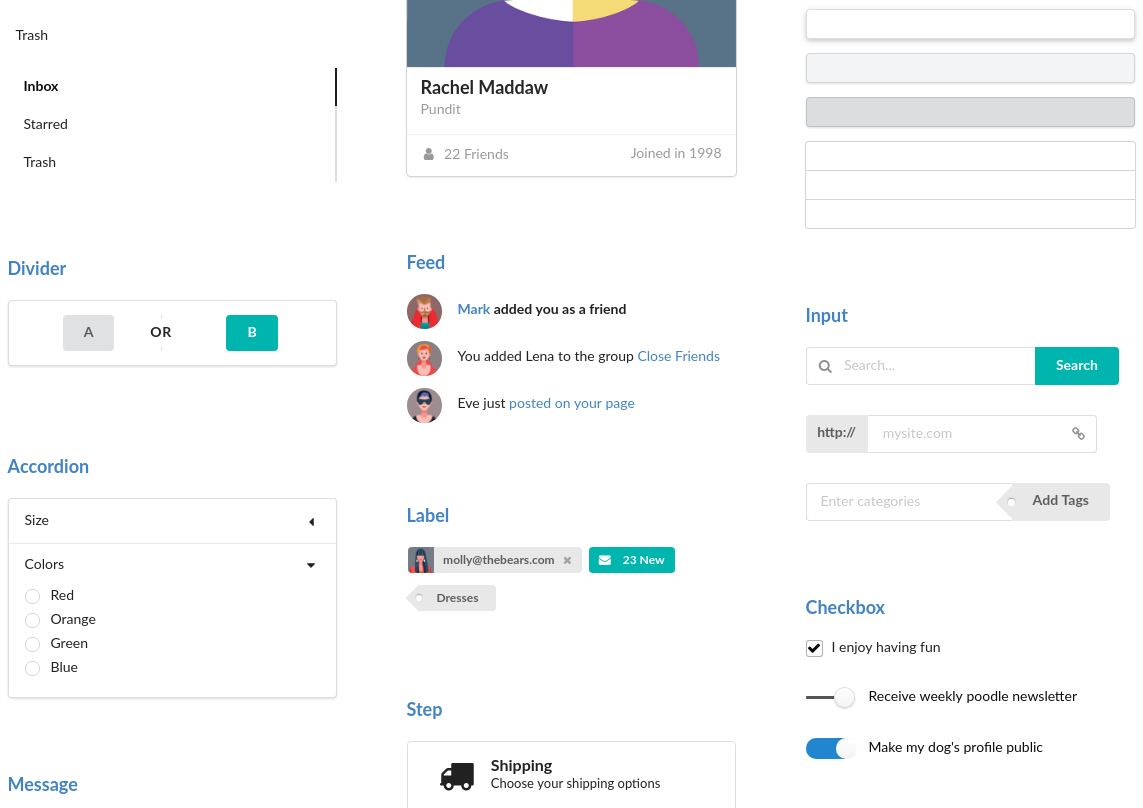 Trash
Inbox
Starred
Trash
Divider
A OR B
Accordion
Size
Colors
Red
Orange
Green
Blue
Message
Rachel Maddaw
Pundit
22 Friends Joined in 1998
Feed
Mark added you as a friend
You added Lena to the group Close Friends
Eve just posted on your page
Label
molly@thebears.com 23 New
Dresses
Step
Shipping
Choose your shipping options
Input
Search... Search
http:// mysite.com
Enter categories Add Tags
Checkbox
I enjoy having fun
Receive weekly poodle newsletter
Make my dog's profile public